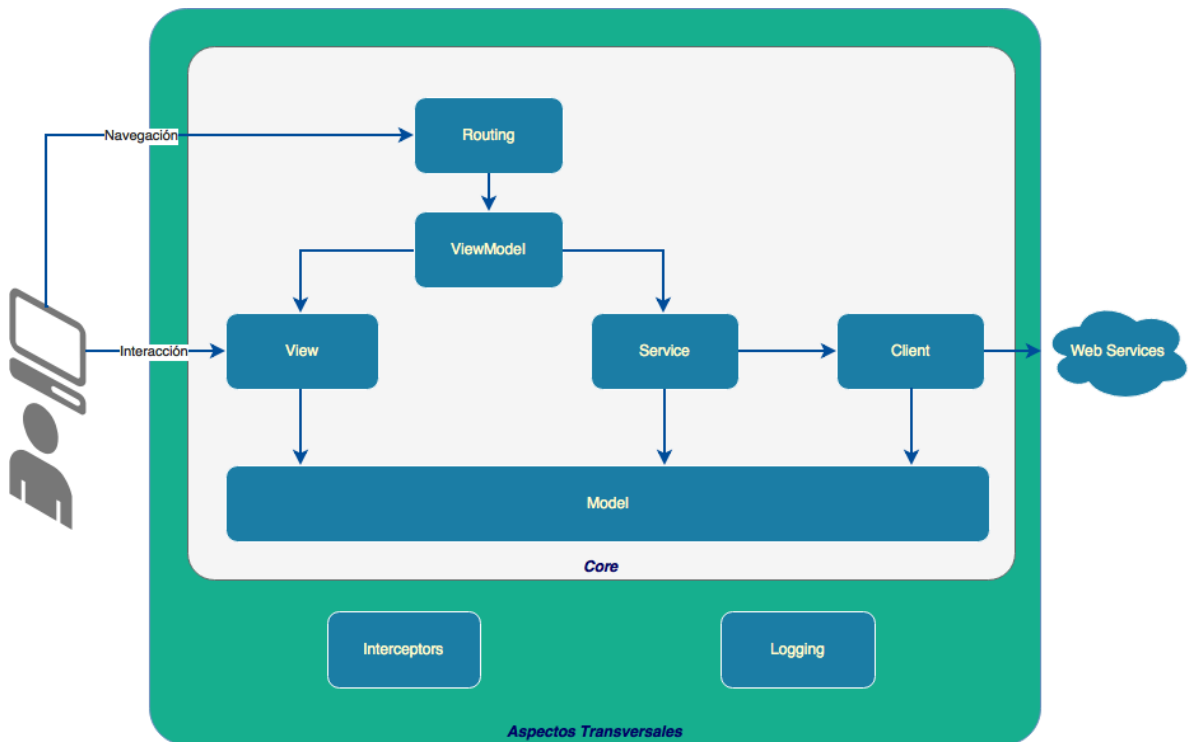 Navegación
Routing
ViewModel
Interacción
View
Service
Client
Web Services
Model
Core
Interceptors
Logging
Aspectos Transversales